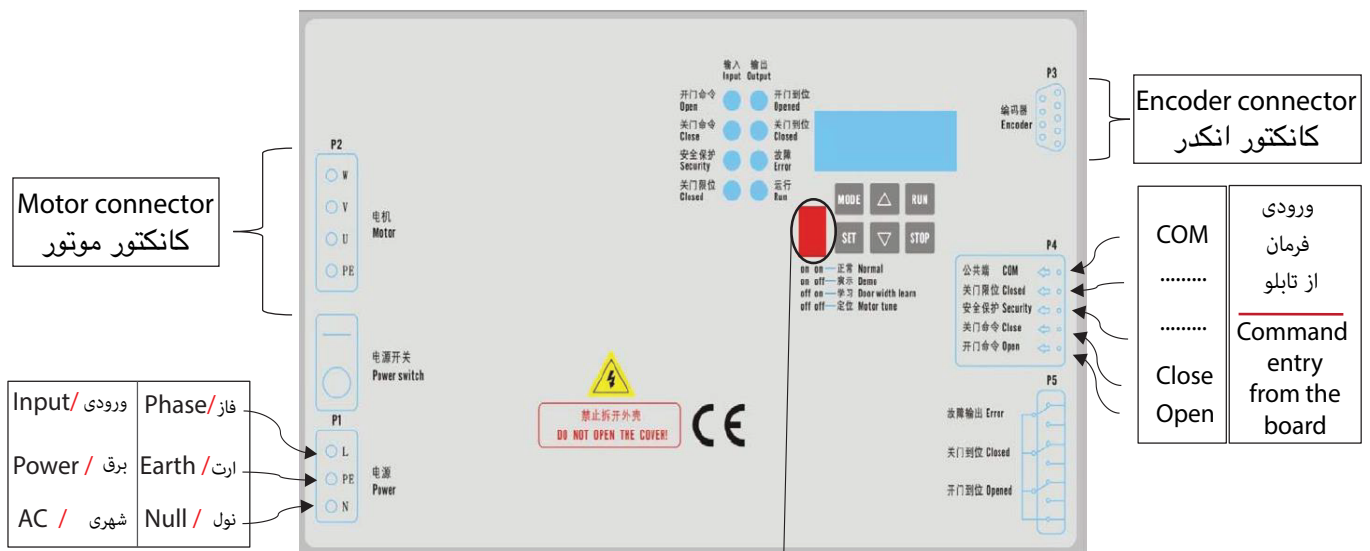 Motor connector
کانکتور موتور
Input/ ورودی
Phase/فاز
Power / برق
Earth /ارت
AC / شهری
Null / نول
P2
W
V
U
PE
电机
Motor
电源开关
Power switch
P1
L
PE
N
电源
Power
输入 输出
Input Output
开门命令
Open
开门到位
Opened
关门命令
Close
关门到位
Closed
安全保护
Security
故障
Error
关门限位
Closed
运行
Run
MODE △ RUN
SET ▽ STOP
on on—正常 Normal
on off—演示 Demo
off on—学习 Door width learn
off off—定位 Motor tune
禁止拆开外壳
DO NOT OPEN THE COVER!
CE
P3
编码器
Encoder
P4
公共端 COM
关门限位 Closed
安全保护 Security
关门命令 Close
开门命令 Open
P5
故障输出 Error
关门到位 Closed
开门到位 Opened
Encoder connector
کانکتور انکدر
COM
.........
.........
Close
Open
ورودی
فرمان
از تابلو
Command
entry
from the
board